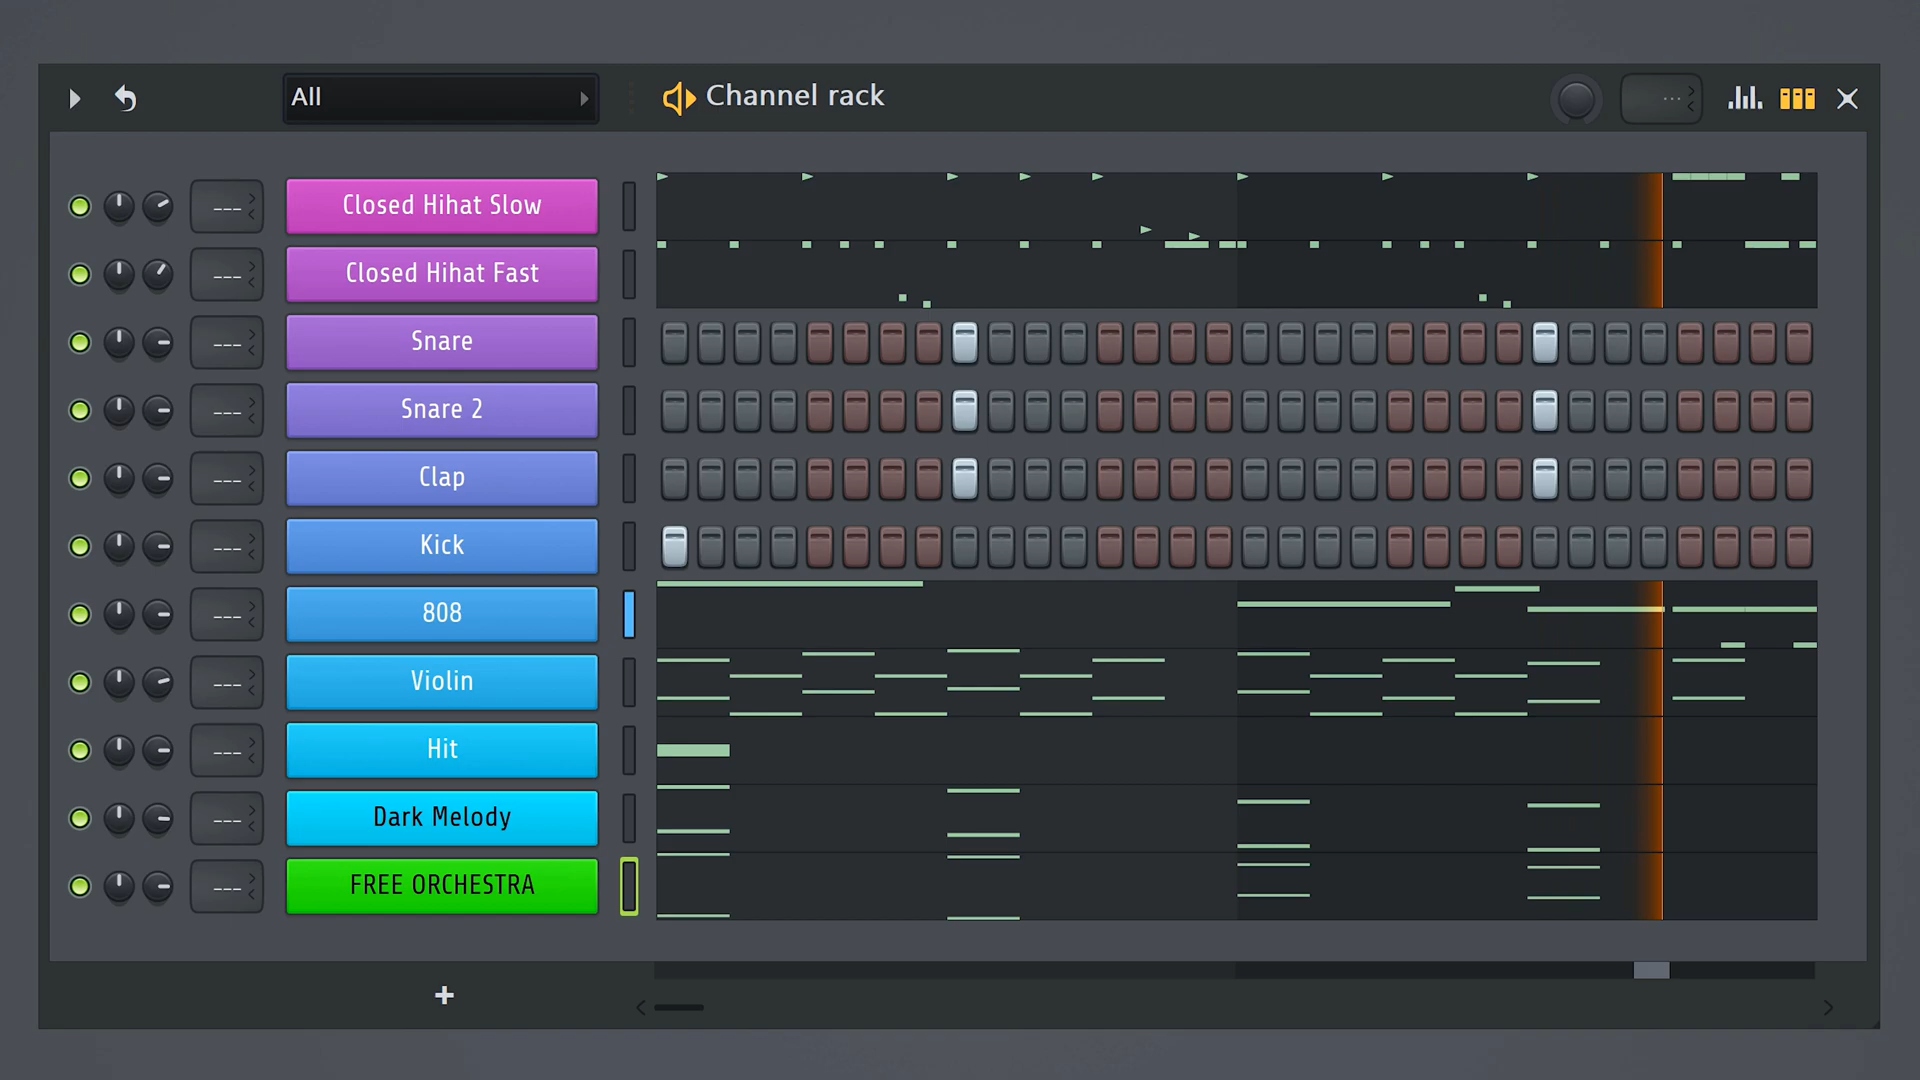 All
Channel rack
...
--- Closed Hihat Slow
--- Closed Hihat Fast
--- Snare
--- Snare 2
--- Clap
--- Kick
--- 808
--- Violin
--- Hit
--- Dark Melody
--- FREE ORCHESTRA
+